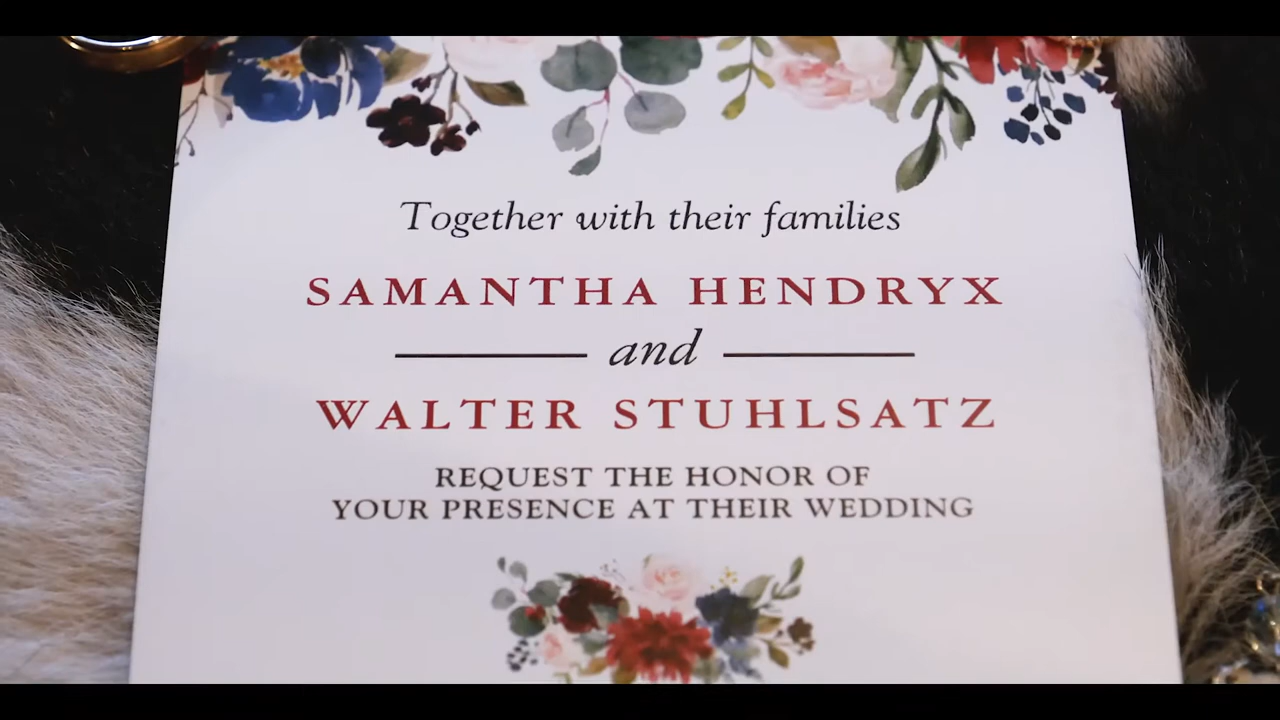 Together with their families
SAMANTHA HENDRYX
and
WALTER STUHLSATZ
REQUEST THE HONOR OF
YOUR PRESENCE AT THEIR WEDDING